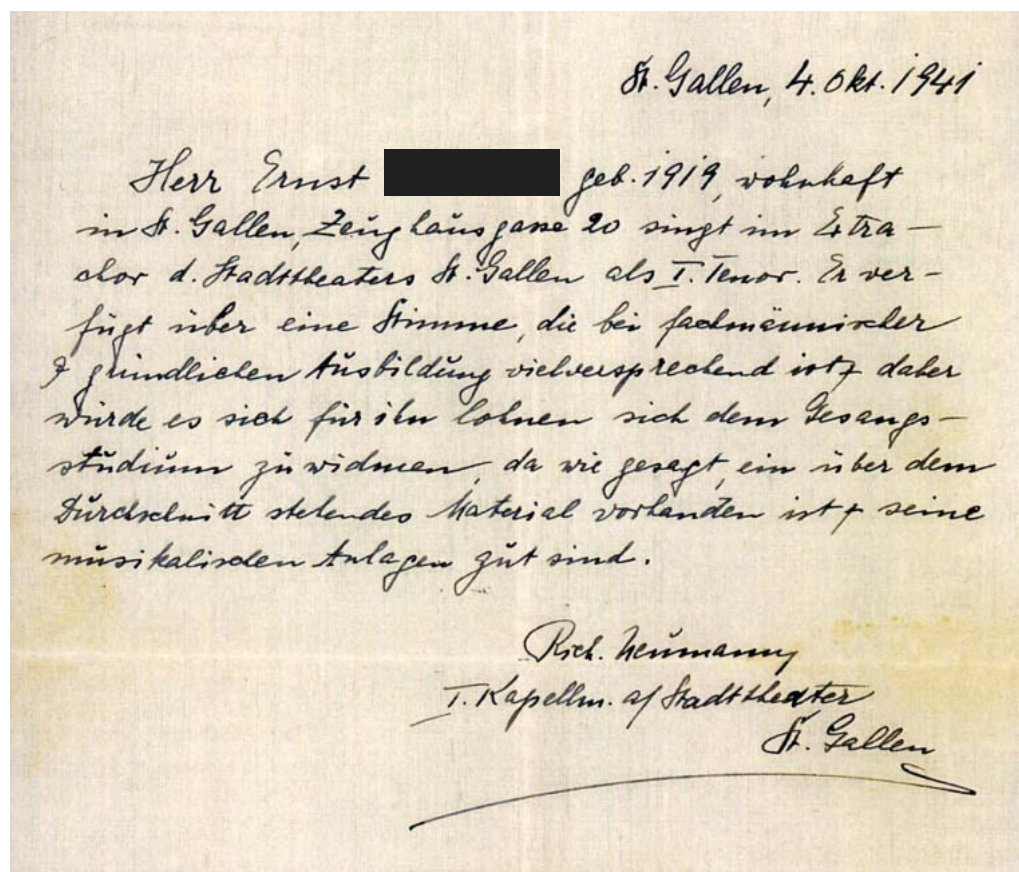 St. Gallen, 4. Okt. 1941
Herr Ernst geb. 1919, wohnhaft
in St. Gallen, Zeughausgasse 20 singt im Extra-
chor d. Stadttheaters St. Gallen als I. Tenor. Er ver-
fügt über eine Stimme, die bei fachmännischer
& gründlichen Ausbildung vielversprechend ist & daher
würde es sich für ihn lohnen sich dem Gesangs-
studium zu widmen, da wie gesagt, ein über dem
Durchschnitt stehendes Material vorhanden ist & seine
musikalischen Anlagen gut sind.
Rich. Neumann
I. Kapellm. a/ Stadttheater
St. Gallen